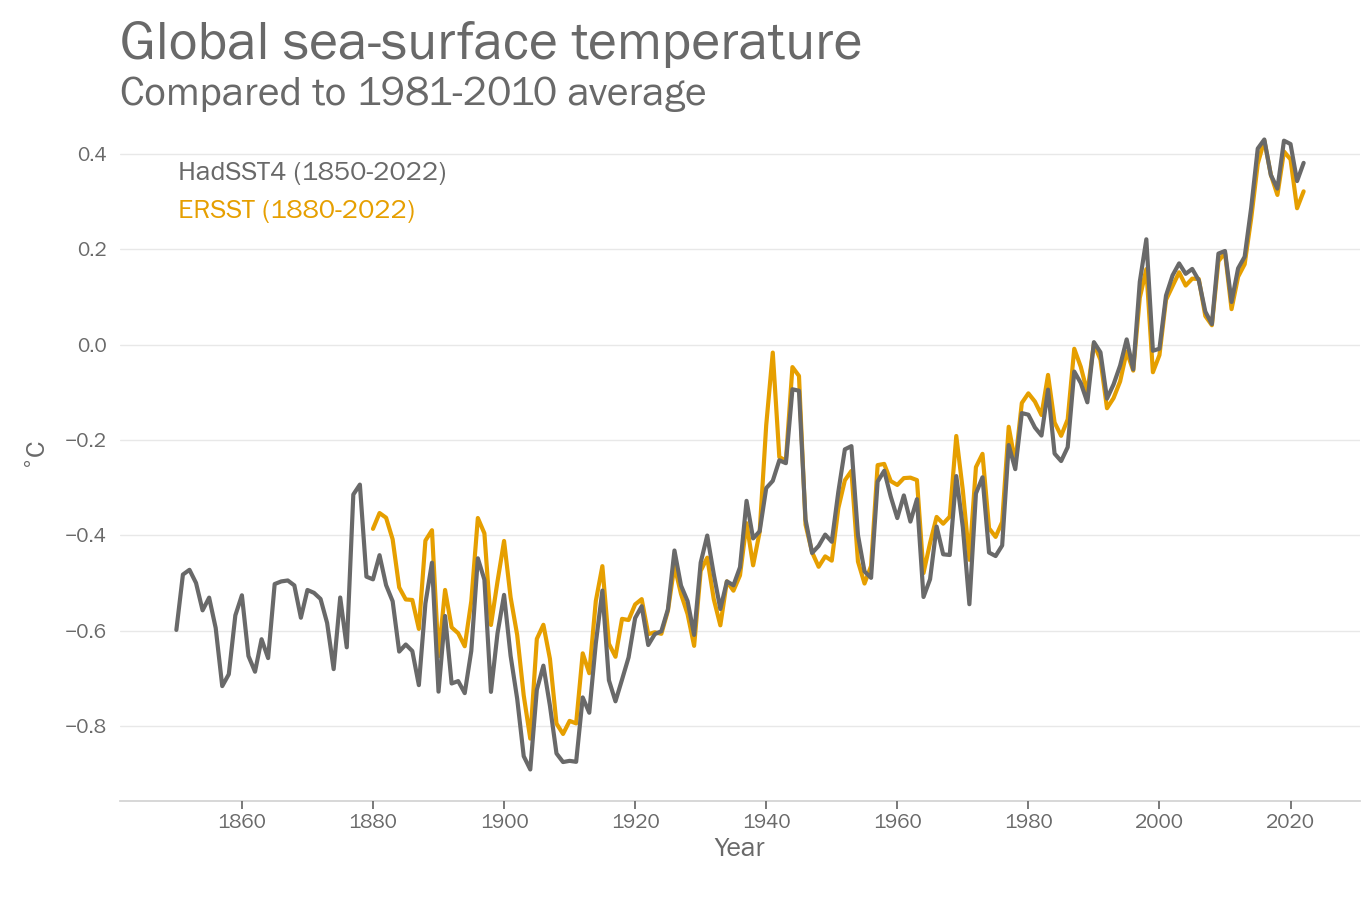 Global sea-surface temperature
Compared to 1981-2010 average
HadSST4 (1850-2022)
ERSST (1880-2022)
0.4
0.2
0.0
−0.2
−0.4
−0.6
−0.8
°C
1860 1880 1900 1920 1940 1960 1980 2000 2020
Year